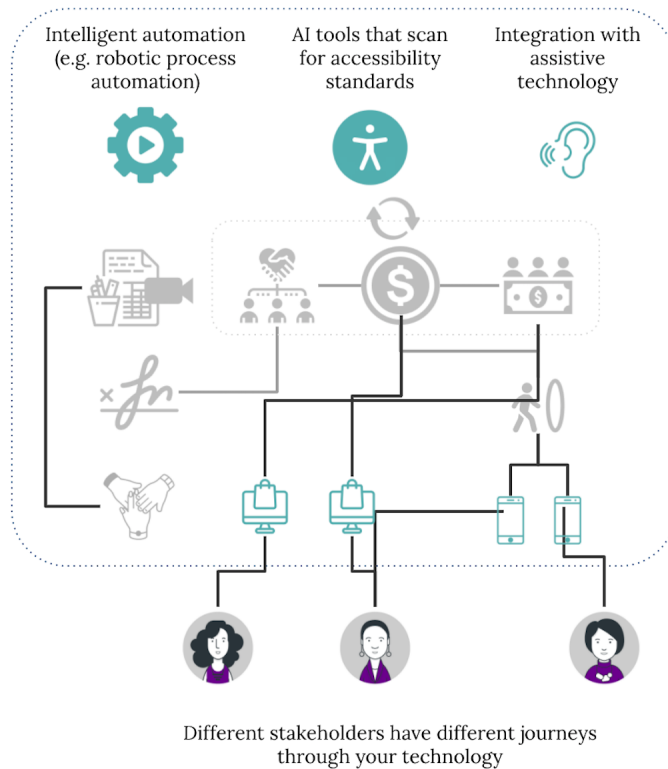 Intelligent automation
(e.g. robotic process
automation)
AI tools that scan
for accessibility
standards
Integration with
assistive
technology
$
$
Different stakeholders have different journeys
through your technology